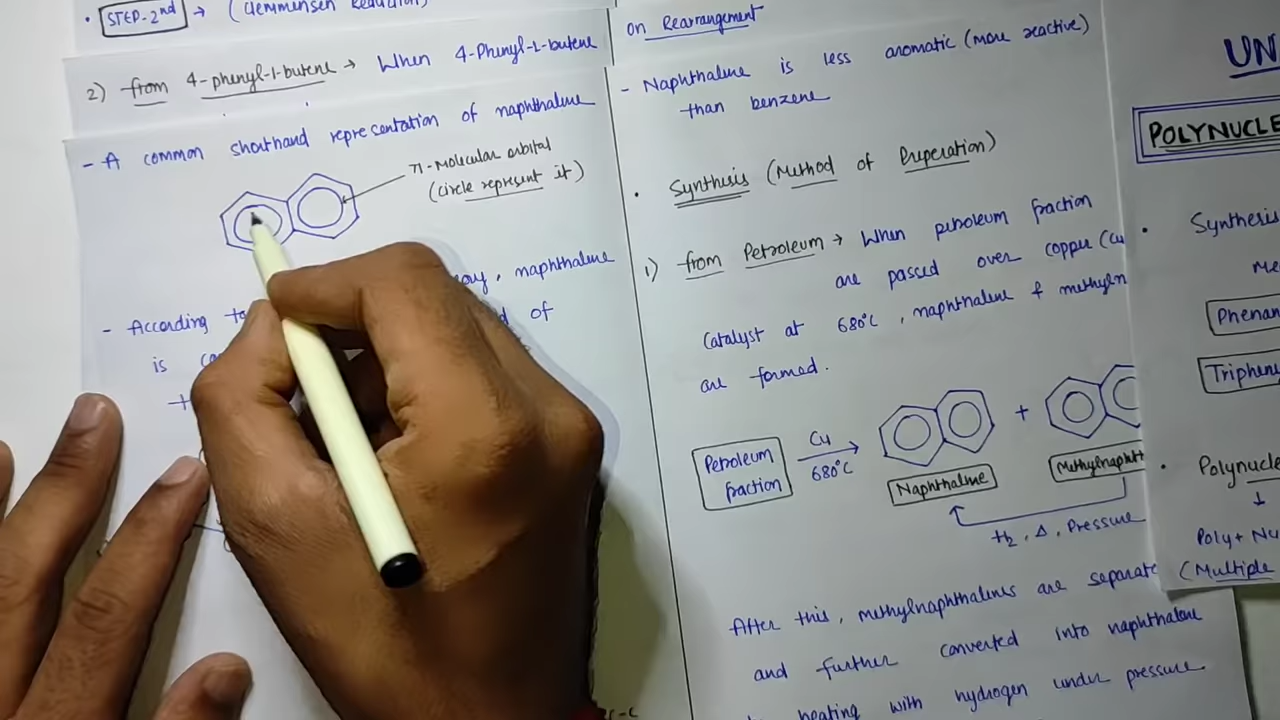 • STEP-2nd → (Clemmensen Reduction)
2) from 4-phenyl-1-butene → When 4-Phenyl-1-butene
- A common shorthand representation of naphthalene
π-Molecular orbital
(circle represent it)
naphthalene
- According to
is
of
on Rearrangement
- Naphthalene is less aromatic (more reactive)
than benzene
• Synthesis (Method of Preperation)
1) from Petroleum → When petroleum fraction
are passed over copper (Cu
Catalyst at 680°C, naphthalene & methyln
are formed.
Petroleum fraction
Cu
680°C
+
Naphthalene
Methylnaphth
H2, Δ, Pressure
After this, methylnaphthalenes are separate
and further converted into naphthalene
heating with hydrogen under pressure.
UN
POLYNUCLE
• Synthesis
Me
Phenan
Triphen
• Polynucle
↓
Poly + Nu
(Multiple